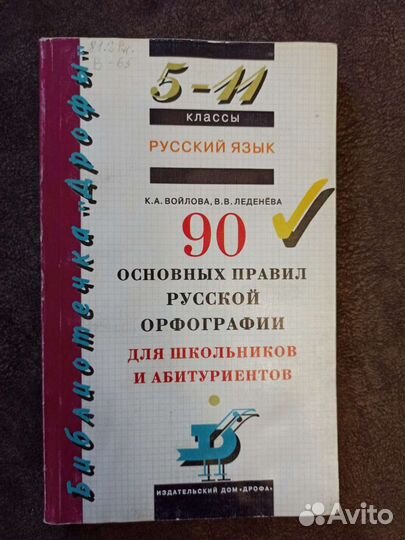 Библиотечка „Дрофы"
5-11
КЛАССЫ
РУССКИЙ ЯЗЫК
К.А. ВОЙЛОВА, В.В. ЛЕДЕНЁВА
90
ОСНОВНЫХ ПРАВИЛ
РУССКОЙ
ОРФОГРАФИИ
ДЛЯ ШКОЛЬНИКОВ
И АБИТУРИЕНТОВ
ИЗДАТЕЛЬСКИЙ ДОМ «ДРОФА»
Avito